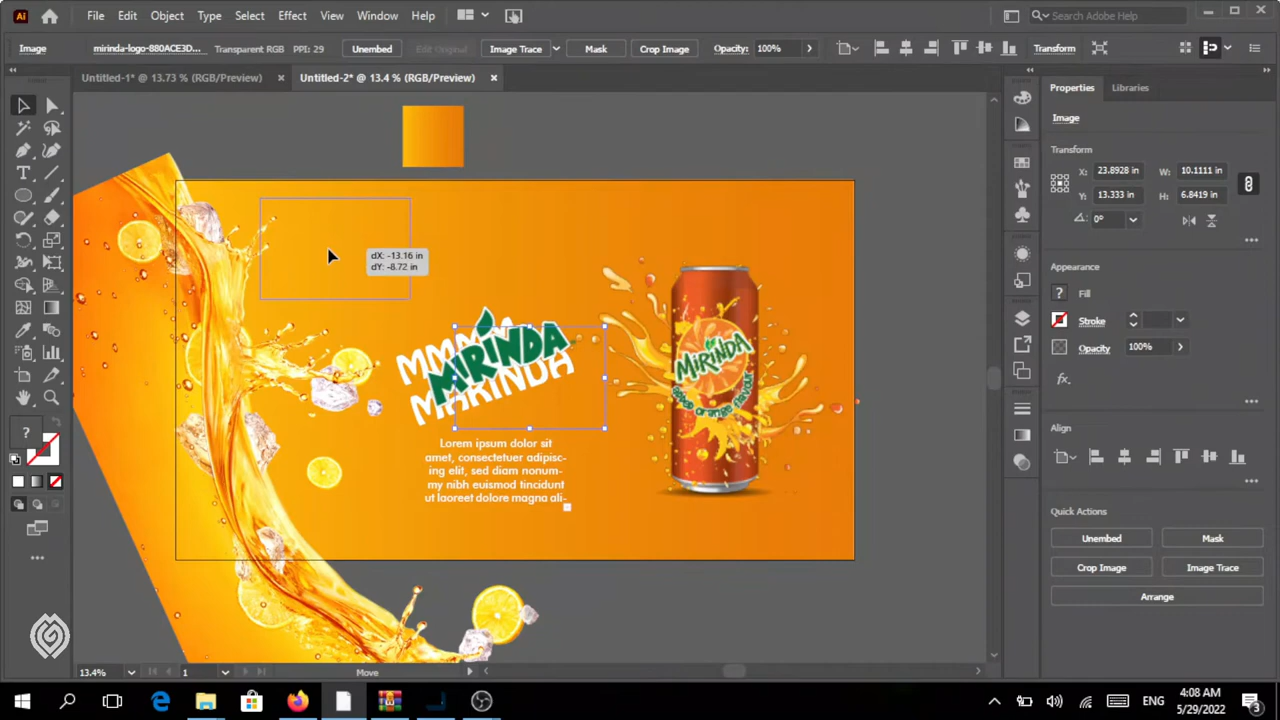 Ai
File Edit Object Type Select Effect View Window Help
Search Adobe Help
Image mirinda-logo-880ACE3D... Transparent RGB PPI: 29 Unembed Edit Original Image Trace Mask Crop Image Opacity: 100% Transform
Untitled-1* @ 13.73 % (RGB/Preview) Untitled-2* @ 13.4 % (RGB/Preview)
Properties Libraries
Image
Transform
X: 23.8928 in W: 10.1111 in
Y: 13.333 in H: 6.8419 in
0°
dX: -13.16 in
dY: -8.72 in
MIRINDA
MIRINDA
Lorem ipsum dolor sit
amet, consectetuer adipisc-
ing elit, sed diam nonum-
my nibh euismod tincidunt
ut laoreet dolore magna ali-
Appearance
? Fill
Stroke
Opacity 100%
fx.
Align
Quick Actions
Unembed Mask
Crop Image Image Trace
Arrange
?
13.4% 1 Move
ENG 4:08 AM
5/29/2022 3